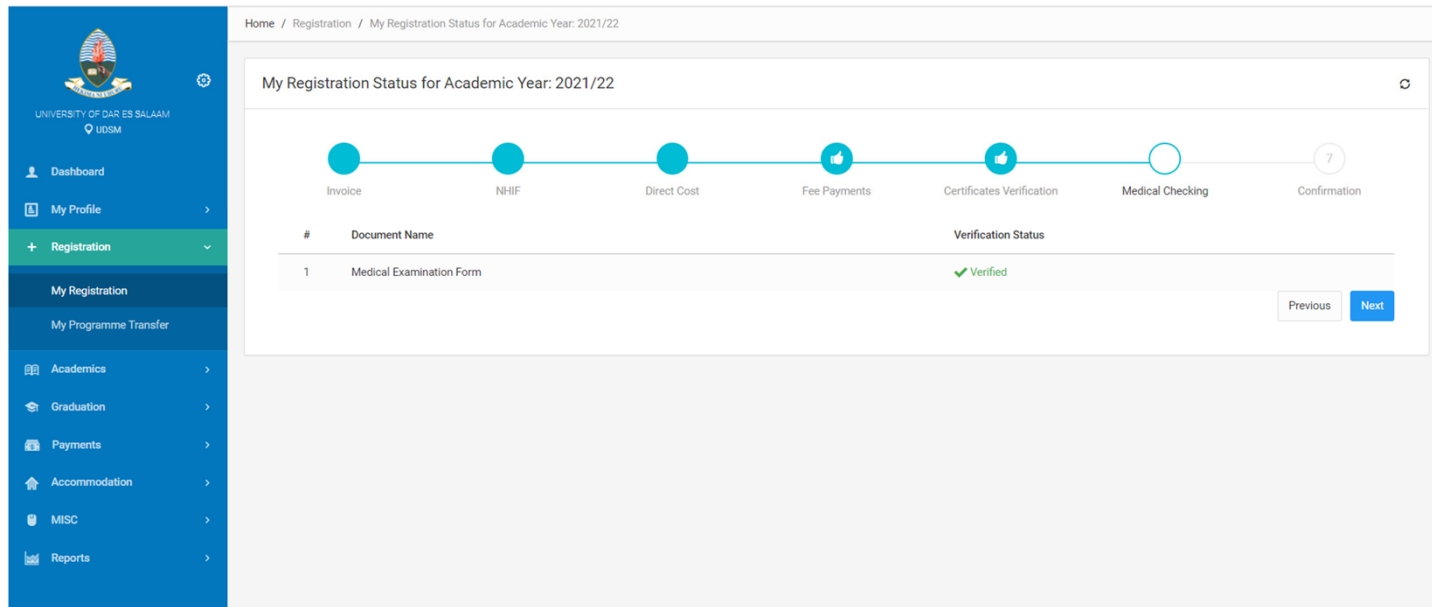 UNIVERSITY OF DAR ES SALAAM
UDSM
Dashboard
My Profile
Registration
My Registration
My Programme Transfer
Academics
Graduation
Payments
Accommodation
MISC
Reports
Home / Registration / My Registration Status for Academic Year: 2021/22
My Registration Status for Academic Year: 2021/22
7
Invoice NHIF Direct Cost Fee Payments Certificates Verification Medical Checking Confirmation
# Document Name Verification Status
1 Medical Examination Form Verified
Previous Next